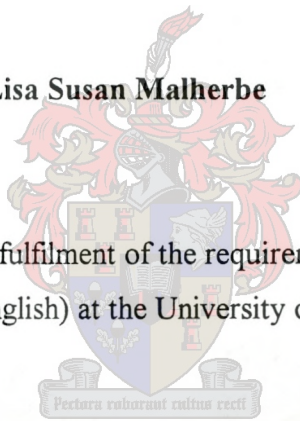 Lisa Susan Malherbe
fulfilment of the requirem
glish) at the University o
Pectora roborant cultus recti